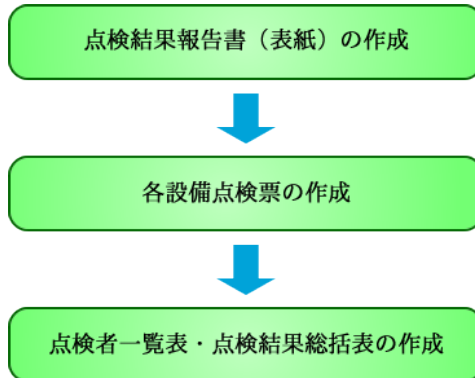 点検結果報告書（表紙）の作成
各設備点検票の作成
点検者一覧表・点検結果総括表の作成